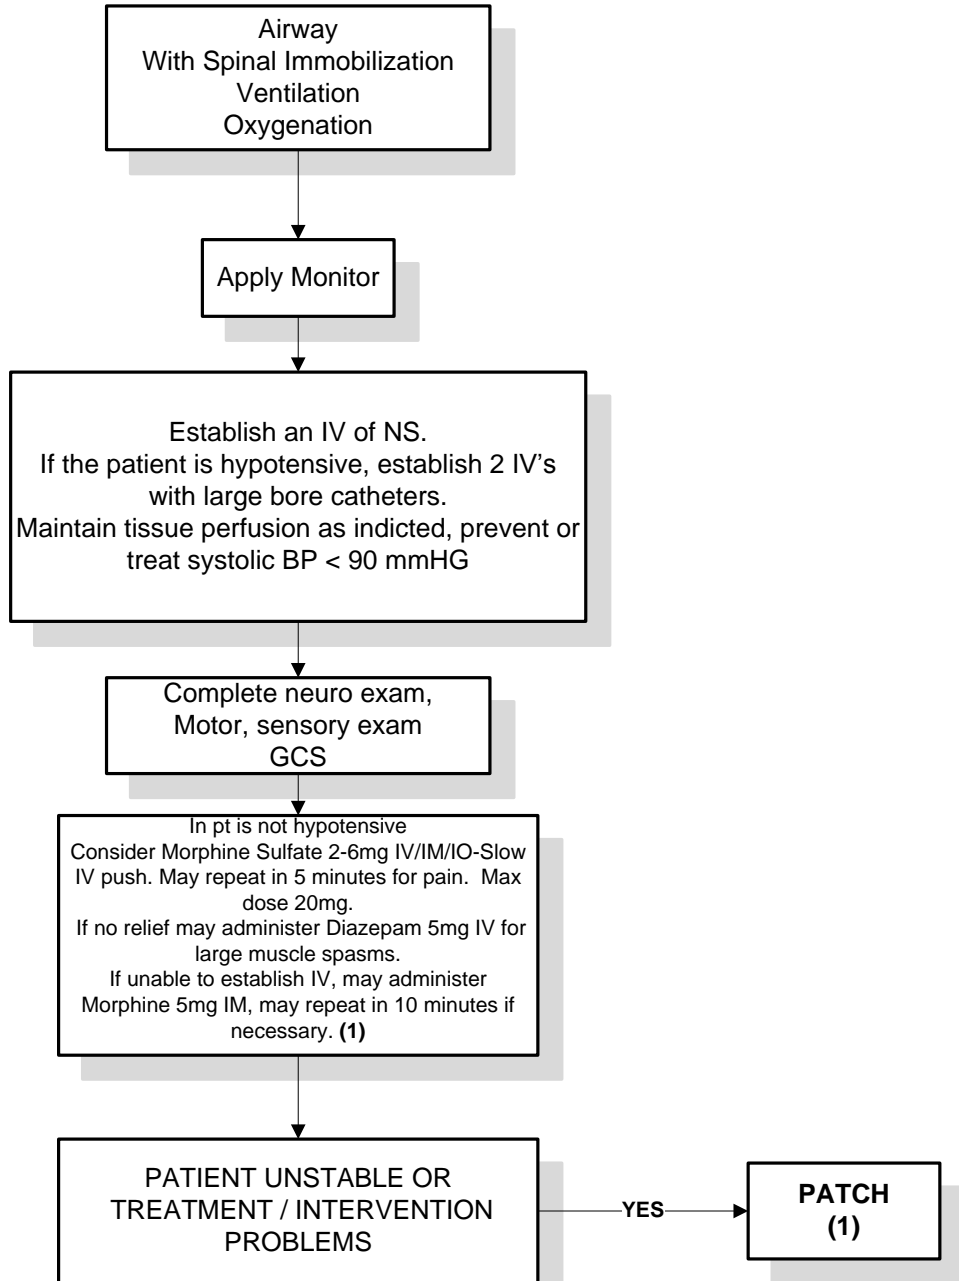 Airway
With Spinal Immobilization
Ventilation
Oxygenation
Apply Monitor
Establish an IV of NS.
If the patient is hypotensive, establish 2 IV's
with large bore catheters.
Maintain tissue perfusion as indicted, prevent or
treat systolic BP < 90 mmHG
Complete neuro exam,
Motor, sensory exam
GCS
In pt is not hypotensive
Consider Morphine Sulfate 2-6mg IV/IM/IO-Slow
IV push. May repeat in 5 minutes for pain.  Max
dose 20mg.
If no relief may administer Diazepam 5mg IV for
large muscle spasms.
If unable to establish IV, may administer
Morphine 5mg IM, may repeat in 10 minutes if
necessary. (1)
PATIENT UNSTABLE OR
TREATMENT / INTERVENTION
PROBLEMS
YES
PATCH
(1)